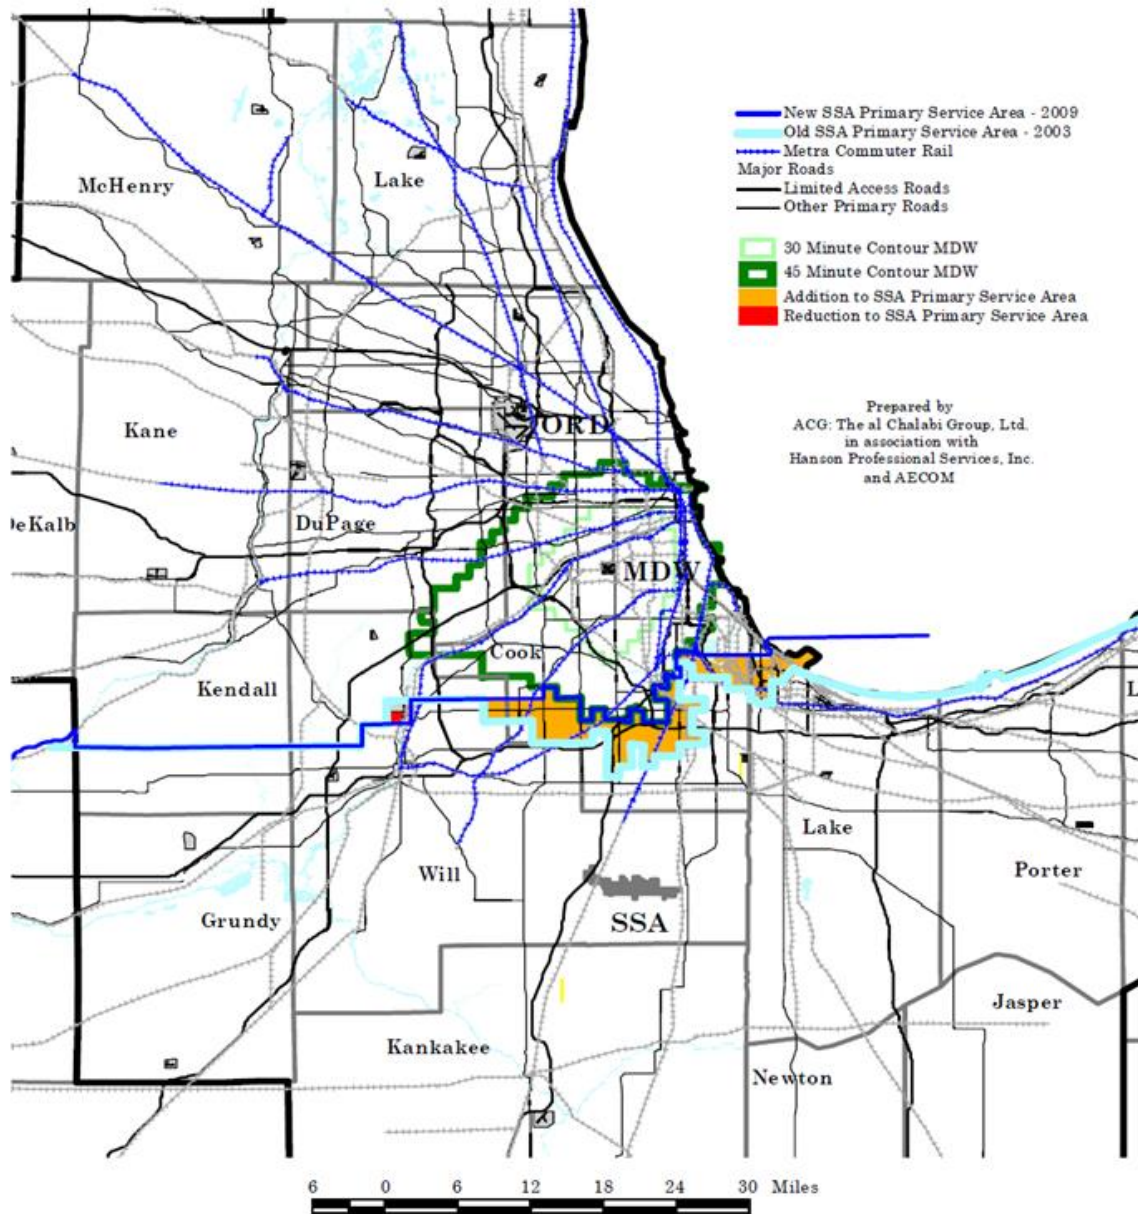 New SSA Primary Service Area - 2009
Old SSA Primary Service Area - 2003
Metra Commuter Rail
Major Roads
Limited Access Roads
Other Primary Roads
30 Minute Contour MDW
45 Minute Contour MDW
Addition to SSA Primary Service Area
Reduction to SSA Primary Service Area
Prepared by
ACG: The al Chalabi Group, Ltd.
in association with
Hanson Professional Services, Inc.
and AECOM
McHenry
Lake
Kane
ORD
DeKalb
DuPage
MDW
Cook
Kendall
L
Lake
Will
Porter
Grundy
SSA
Jasper
Kankakee
Newton
6 0 6 12 18 24 30 Miles